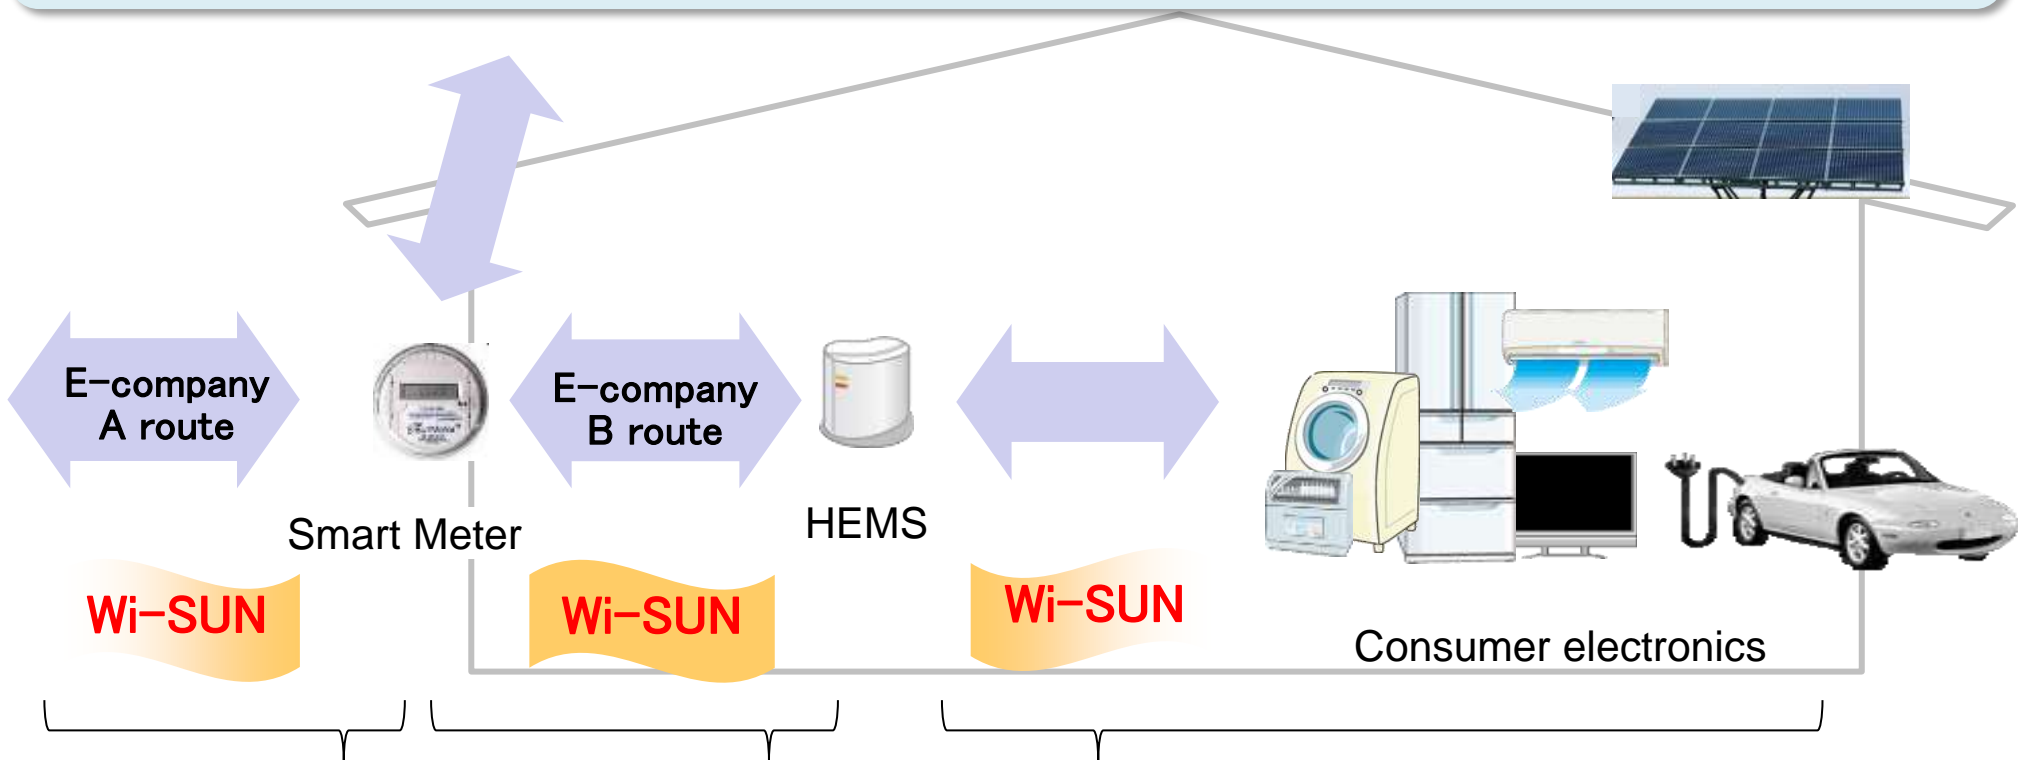 E-company
A route
E-company
B route
Smart Meter
HEMS
Wi-SUN
Wi-SUN
Wi-SUN
Consumer electronics